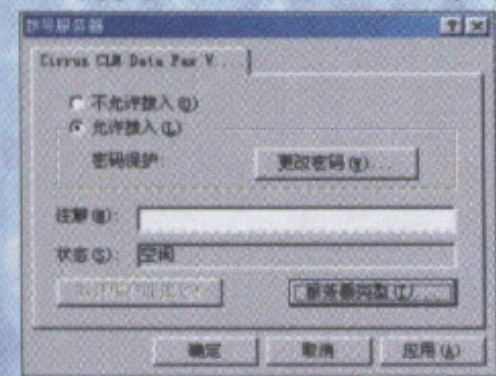 拨号服务器
Cirrus CLM Data Fax V...
不允许拨入(O)
允许拨入(L)
密码保护:
更改密码(W)...
注解(M):
状态(S): 空闲
服务器类型(T)...
确定 取消 应用(A)